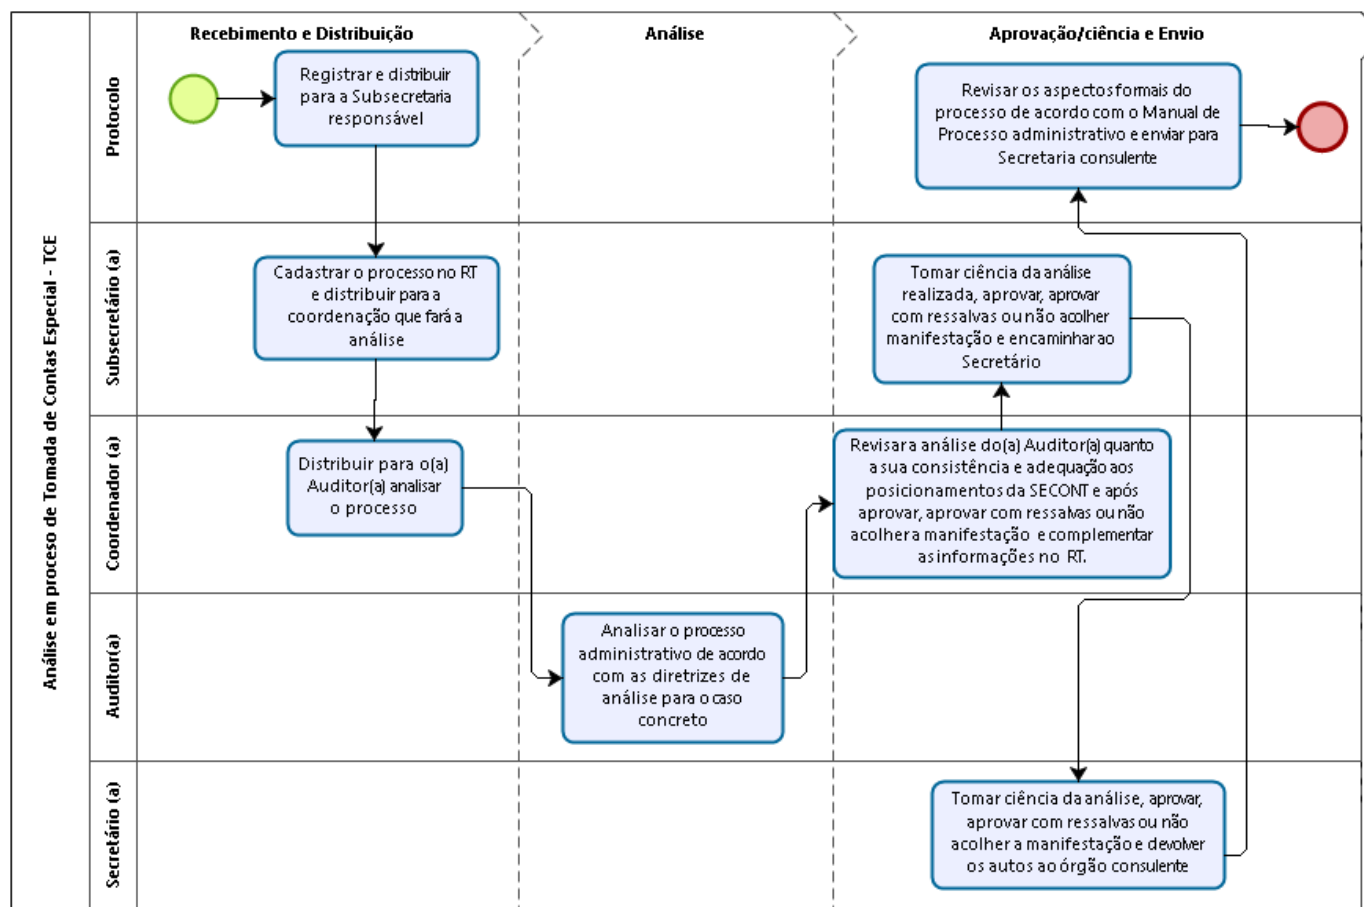 Análise em proceso de Tomada de Contas Especial - TCE
Recebimento e Distribuição
Análise
Aprovação/ciência e Envio
Protocolo
Registrar e distribuir
para a Subsecretaria
responsável
Revisar os aspectos formais do
processo de acordo com o Manual de
Processo administrativo e enviar para
Secretaria consulente
Subsecretário (a)
Cadastrar o processo no RT
e distribuir para a
coordenação que fará a
análise
Tomar ciência da análise
realizada, aprovar, aprovar
com ressalvas ou não acolher
manifestação e encaminhar ao
Secretário
Coordenador (a)
Distribuir para o(a)
Auditor(a) analisar
o processo
Revisar a análise do(a) Auditor(a) quanto
a sua consistência e adequação aos
posicionamentos da SECONT e após
aprovar, aprovar com ressalvas ou não
acolher a manifestação e complementar
as informações no RT.
Auditor(a)
Analisar o processo
administrativo de acordo
com as diretrizes de
análise para o caso
concreto
Secretário (a)
Tomar ciência da análise, aprovar,
aprovar com ressalvas ou não
acolher a manifestação e devolver
os autos ao órgão consulente